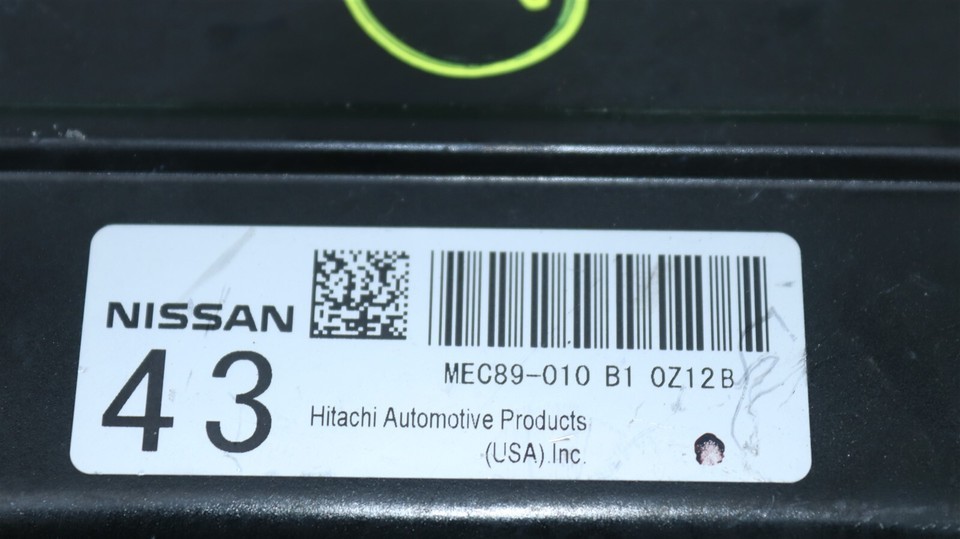 NISSAN
43
MEC89-010 B1 0Z12B
Hitachi Automotive Products
(USA).Inc.